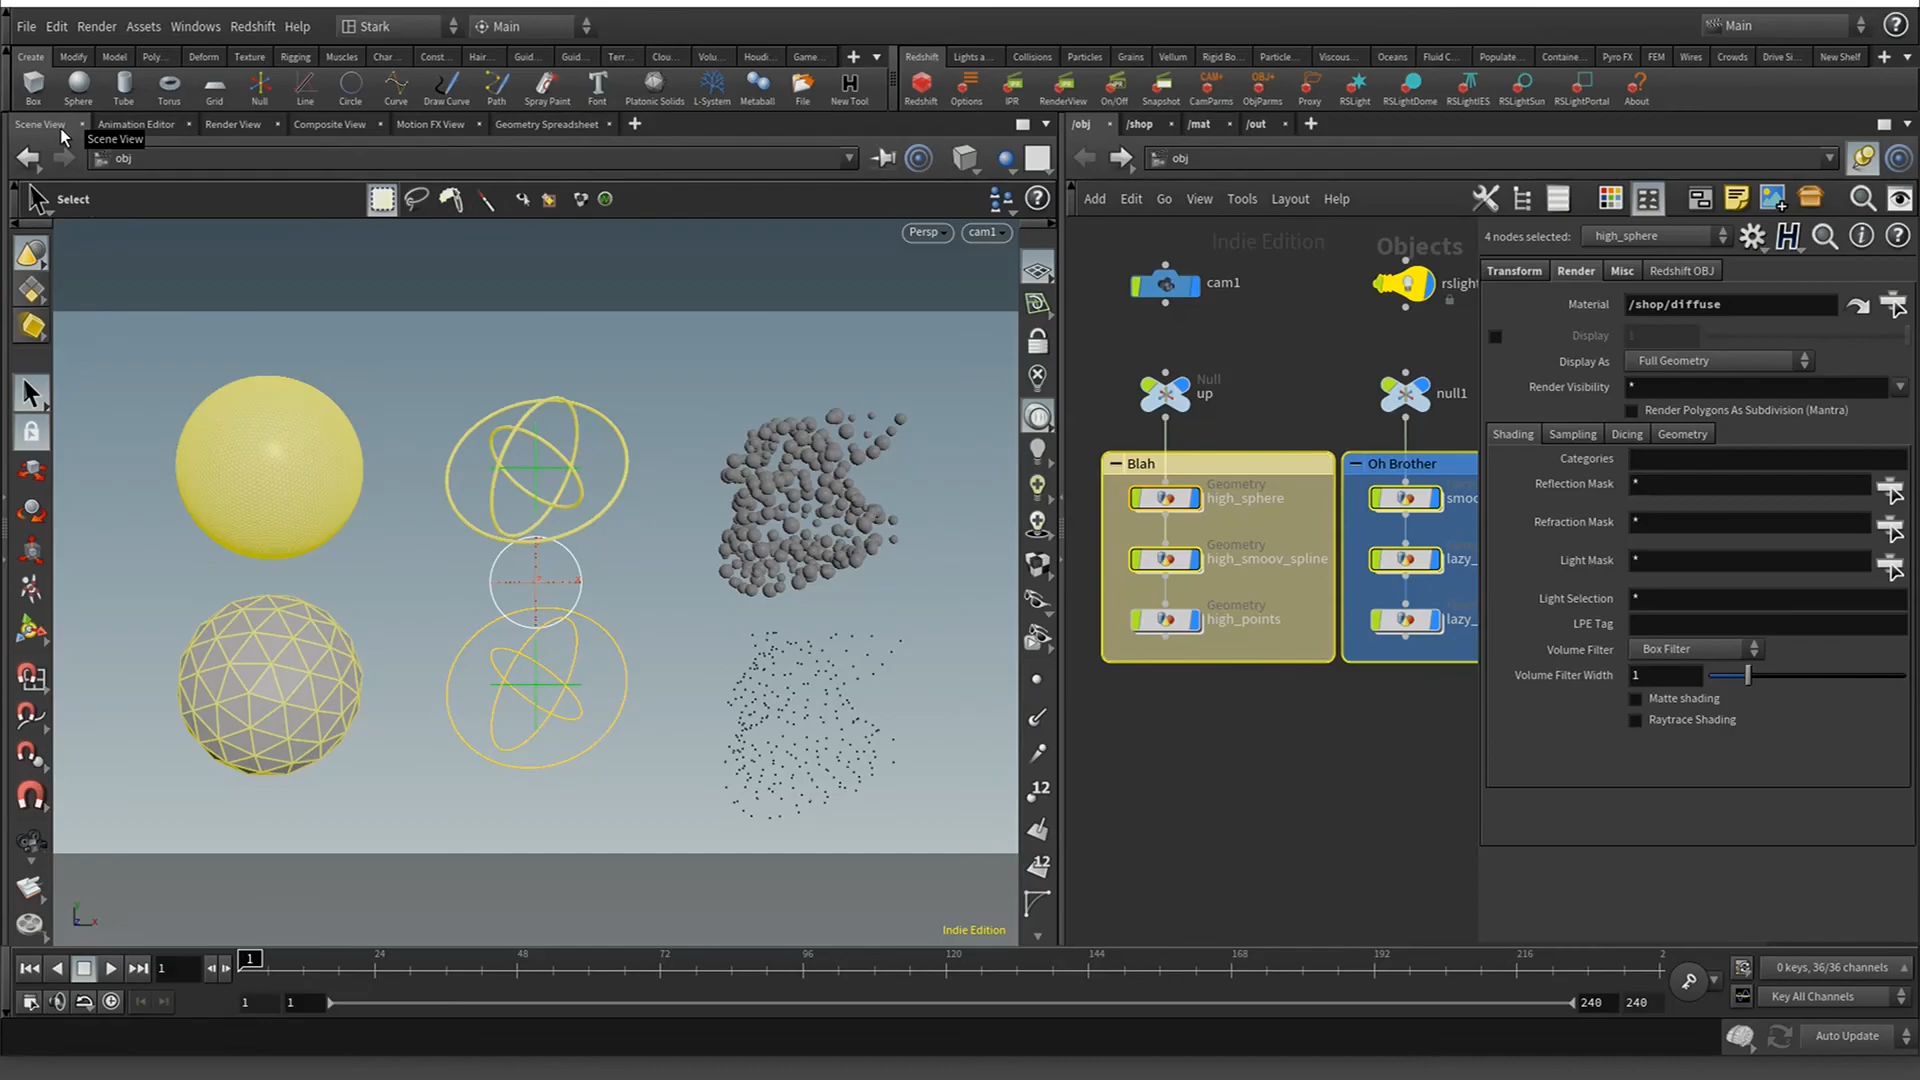 File Edit Render Assets Windows Redshift Help Stark Main Main
Create Modify Model Poly... Deform Texture Rigging Muscles Char... Const... Hair... Guid... Guid... Terr... Clou... Volu... Houdi... Game...
Redshift Lights a... Collisions Particles Grains Vellum Rigid Bo... Particle... Viscous... Oceans Fluid C... Populate... Containe... Pyro FX FEM Wires Crowds Drive Si... New Shelf
Box Sphere Tube Torus Grid Null Line Circle Curve Draw Curve Path Spray Paint Font Platonic Solids L-System Metaball File New Tool
Redshift Options IPR RenderView On/Off Snapshot CamParms ObjParms Proxy RSLight RSLightDome RSLightIES RSLightSun RSLightPortal About
Scene View Animation Editor Render View Composite View Motion FX View Geometry Spreadsheet
/obj /shop /mat /out
Scene View
obj
obj
Select
Add Edit Go View Tools Layout Help
Persp cam1
Indie Edition Objects
4 nodes selected: high_sphere
Transform Render Misc Redshift OBJ
cam1
rslight
Material /shop/diffuse
Display 1
Display As Full Geometry
Null
up
null1
Render Visibility *
Render Polygons As Subdivision (Mantra)
Shading Sampling Dicing Geometry
Blah
Oh Brother
Categories
Geometry
high_sphere
smoo
Reflection Mask *
Refraction Mask *
Geometry
high_smoov_spline
lazy_
Light Mask *
Light Selection *
Geometry
high_points
lazy_
LPE Tag
Volume Filter Box Filter
Volume Filter Width 1
Matte shading
Raytrace Shading
12
12
Indie Edition
1 1 24 48 72 96 120 144 168 192 216 2
0 keys, 36/36 channels
1 1 240 240
Key All Channels
Auto Update